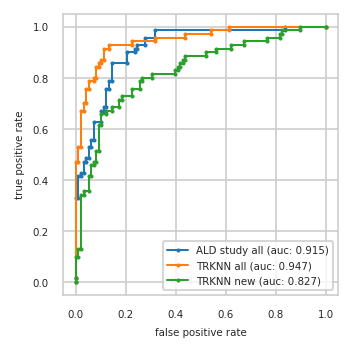 1.0
0.8
0.6
0.4
0.2
0.0
true positive rate
ALD study all (auc: 0.915)
TRKNN all (auc: 0.947)
TRKNN new (auc: 0.827)
0.0 0.2 0.4 0.6 0.8 1.0
false positive rate